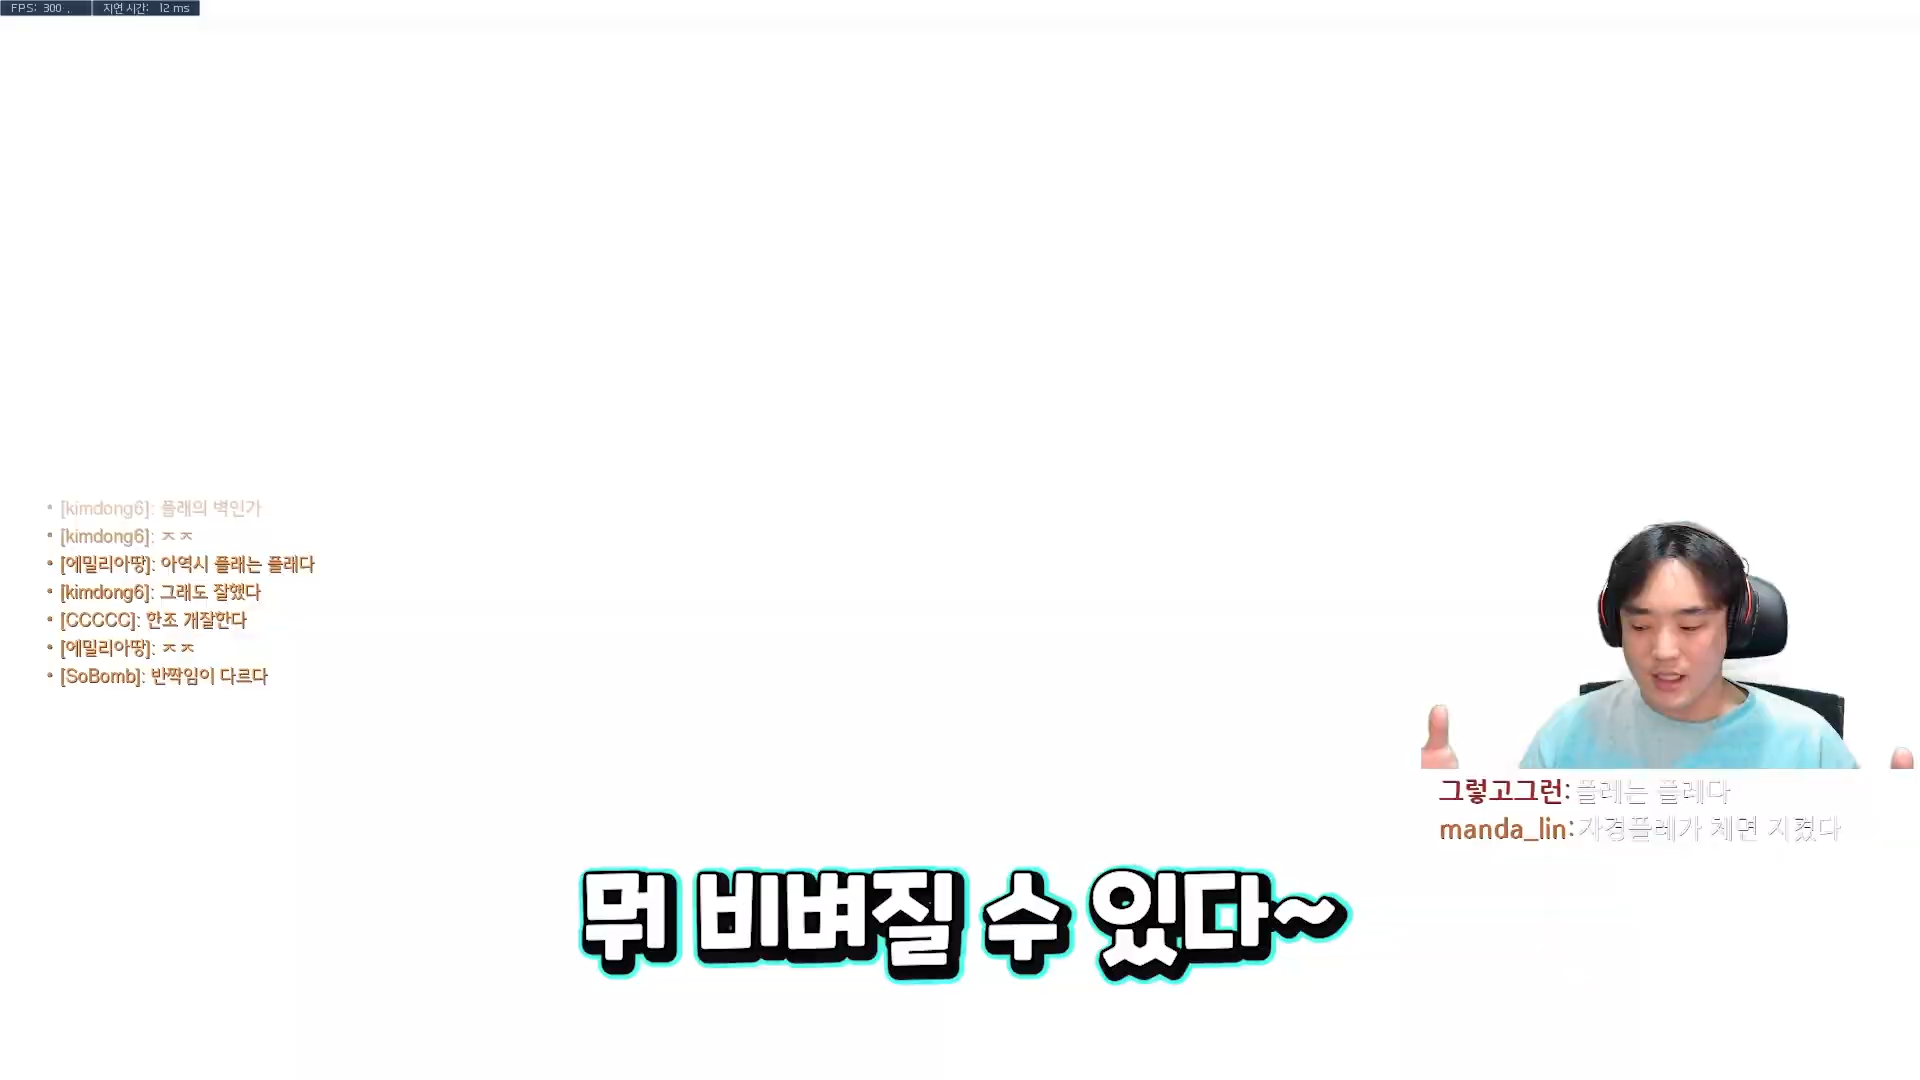 FPS: 300 .
지연 시간: 12 ms
• [kimdong6]: 플래의 벽인가
• [kimdong6]: ㅈㅈ
• [에밀리아땅]: 아역시 플래는 플래다
• [kimdong6]: 그래도 잘했다
• [CCCCC]: 한조 개잘한다
• [에밀리아땅]: ㅈㅈ
• [SoBomb]: 반짝임이 다르다
그렇고그런: 플레는 플레다
manda_lin: 자경플레가 체면 지켰다
뭐 비벼질 수 있다~